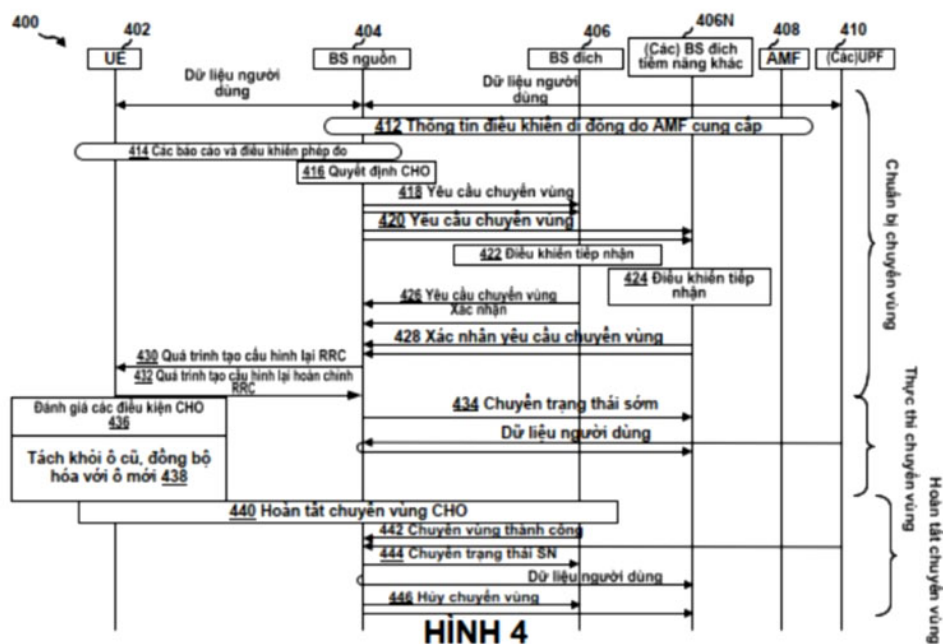 400
402
404
406
406N
408
410
UE
BS nguồn
BS đích
(Các) BS đích
tiềm năng khác
AMF
(Các)UPF
Dữ liệu người
dùng
Dữ liệu người
dùng
412 Thông tin điều khiển di động do AMF cung cấp
414 Các báo cáo và điều khiển phép đo
416 Quyết định CHO
418 Yêu cầu chuyển vùng
420 Yêu cầu chuyển vùng
422 Điều khiển tiếp nhận
424 Điều khiển tiếp
nhận
426 Yêu cầu chuyển vùng
Xác nhận
428 Xác nhận yêu cầu chuyển vùng
430 Quá trình tạo cấu hình lại RRC
432 Quá trình tạo cấu hình lại hoàn chỉnh
RRC
Chuẩn bị chuyển vùng
Đánh giá các điều kiện CHO
436
434 Chuyển trạng thái sớm
Dữ liệu người dùng
Tách khỏi ô cũ, đồng bộ
hóa với ô mới 438
Thực thi chuyển vùng
440 Hoàn tất chuyển vùng CHO
442 Chuyển vùng thành công
444 Chuyển trạng thái SN
Dữ liệu người dùng
446 Hủy chuyển vùng
Hoàn tất chuyển vùng
HÌNH 4